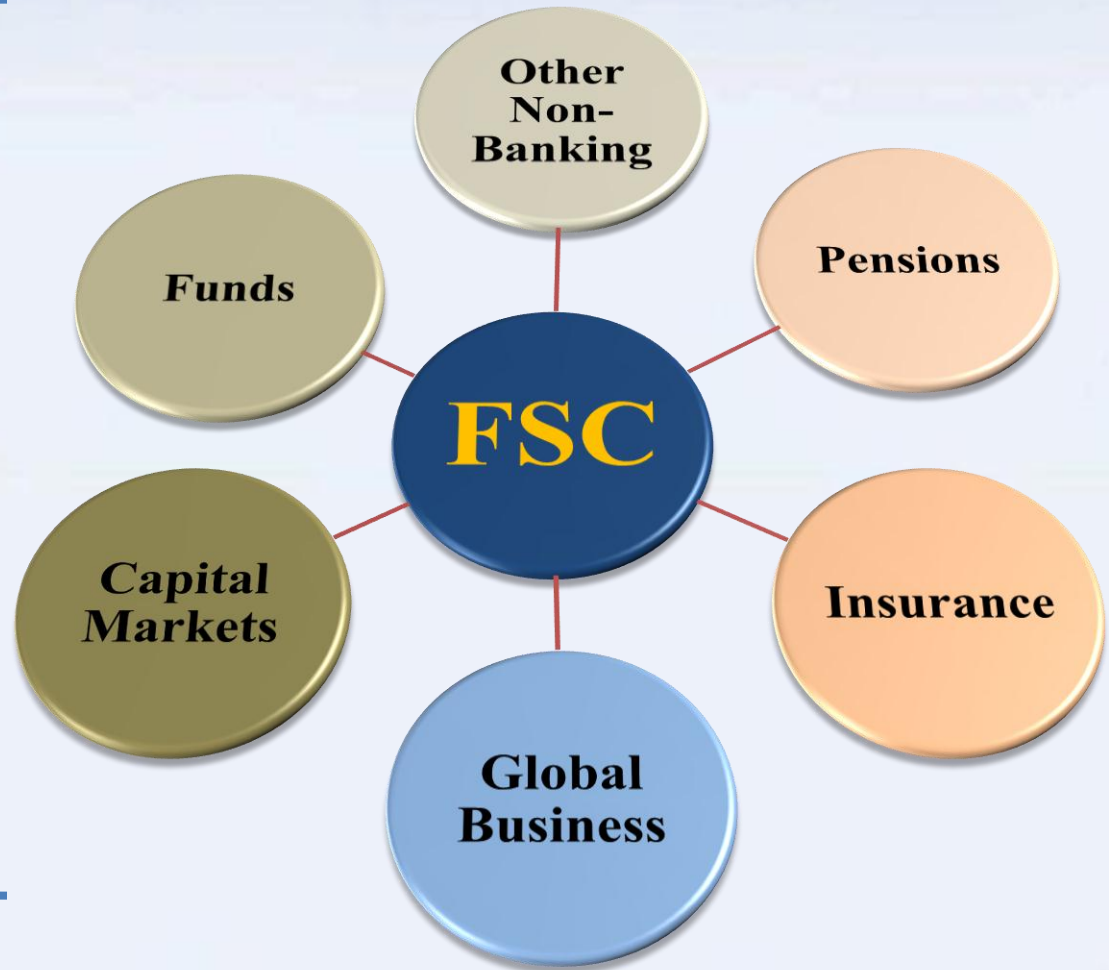 Other
Non-
Banking
Funds
Pensions
FSC
Capital
Markets
Insurance
Global
Business